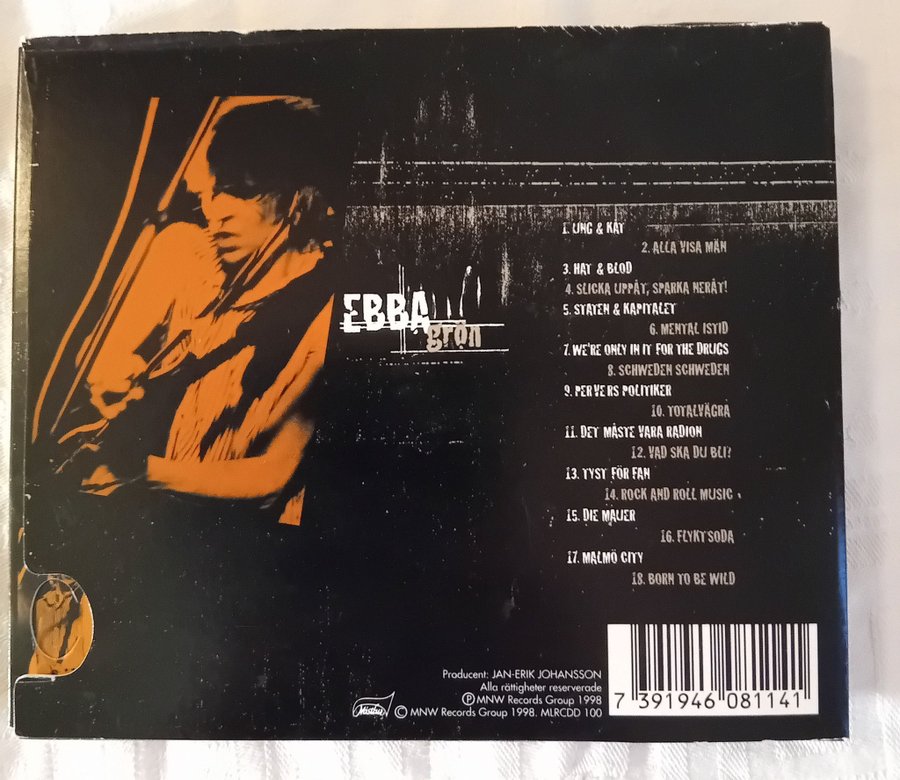 EBBA
grön
1. UNG & KÅT
2. ALLA VISA MÄN
3. HAT & BLOD
4. SLICKA UPPÅT, SPARKA NERÅT!
5. STATEN & KAPITALET
6. MENTAL ISTID
7. WE'RE ONLY IN IT FOR THE DRUGS
8. SCHWEDEN SCHWEDEN
9. PERVERS POLITIKER
10. TOTALVÄGRA
11. DET MÅSTE VARA RADION
12. VAD SKA DU BLI?
13. TYST FÖR FAN
14. ROCK AND ROLL MUSIC
15. DIE MAUER
16. FLYKTSODA
17. MALMÖ CITY
18. BORN TO BE WILD
Producent: JAN-ERIK JOHANSSON
Alla rättigheter reserverade
Ⓟ MNW Records Group 1998
Mistlur © MNW Records Group 1998. MLRCDD 100
7 391946 081141